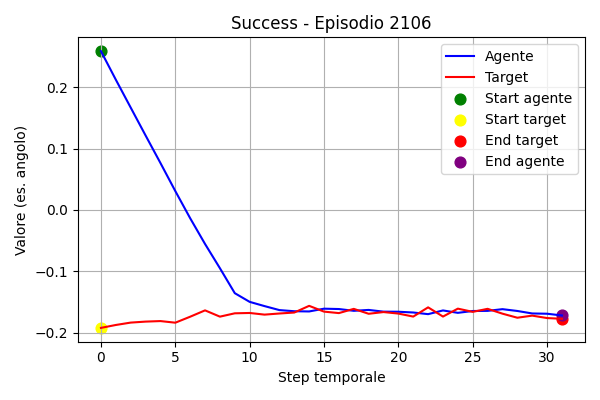 Success - Episodio 2106
Valore (es. angolo)
0.2
0.1
0.0
−0.1
−0.2
Agente
Target
Start agente
Start target
End target
End agente
0 5 10 15 20 25 30
Step temporale